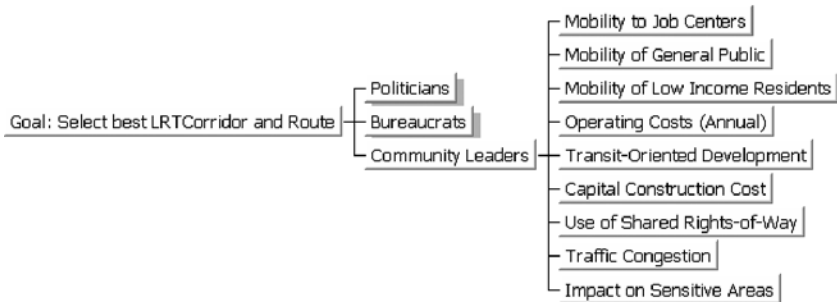 Goal: Select best LRTCorridor and Route
Politicians
Bureaucrats
Community Leaders
Mobility to Job Centers
Mobility of General Public
Mobility of Low Income Residents
Operating Costs (Annual)
Transit-Oriented Development
Capital Construction Cost
Use of Shared Rights-of-Way
Traffic Congestion
Impact on Sensitive Areas